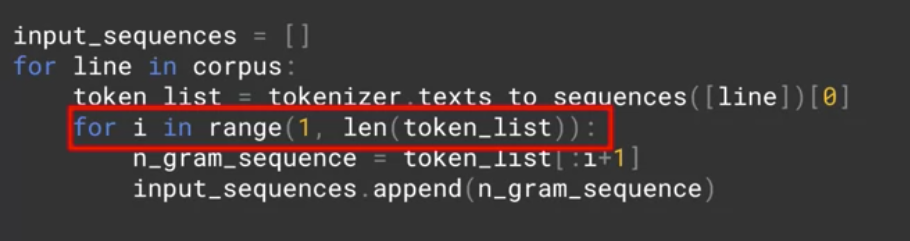 input_sequences = []
for line in corpus:
    token_list = tokenizer.texts_to_sequences([line])[0]
    for i in range(1, len(token_list)):
        n_gram_sequence = token_list[:i+1]
        input_sequences.append(n_gram_sequence)